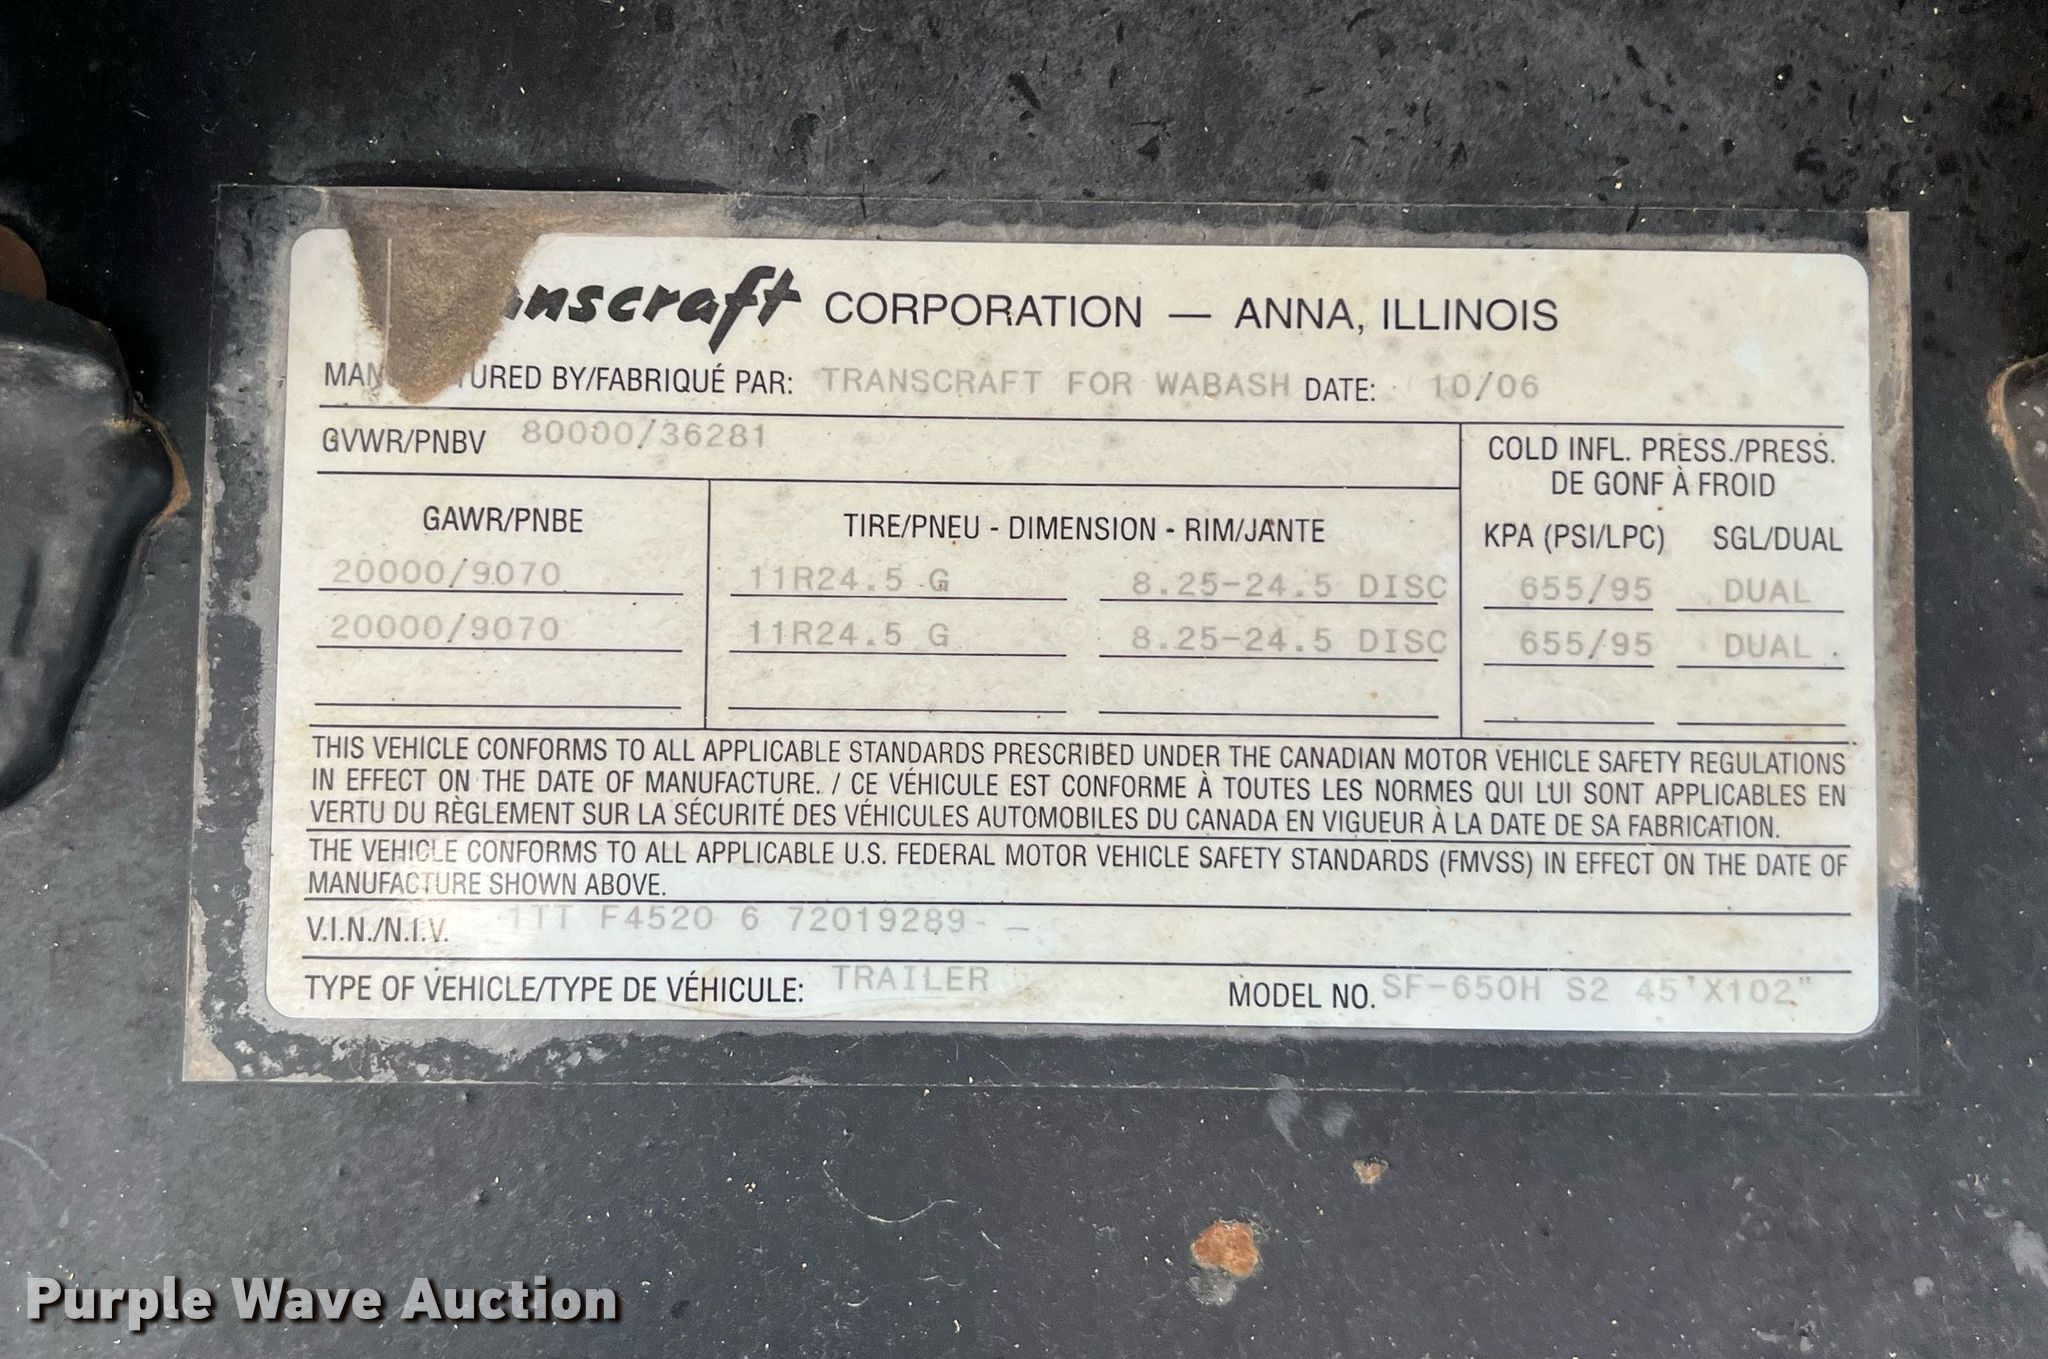 nscraft CORPORATION — ANNA, ILLINOIS
MAN TURED BY/FABRIQUÉ PAR: TRANSCRAFT FOR WABASH DATE: 10/06
GVWR/PNBV 80000/36281
COLD INFL. PRESS./PRESS.
DE GONF À FROID
GAWR/PNBE TIRE/PNEU - DIMENSION - RIM/JANTE KPA (PSI/LPC) SGL/DUAL
20000/9070 11R24.5 G 8.25-24.5 DISC 655/95 DUAL
20000/9070 11R24.5 G 8.25-24.5 DISC 655/95 DUAL
THIS VEHICLE CONFORMS TO ALL APPLICABLE STANDARDS PRESCRIBED UNDER THE CANADIAN MOTOR VEHICLE SAFETY REGULATIONS
IN EFFECT ON THE DATE OF MANUFACTURE. / CE VÉHICULE EST CONFORME À TOUTES LES NORMES QUI LUI SONT APPLICABLES EN
VERTU DU RÈGLEMENT SUR LA SÉCURITÉ DES VÉHICULES AUTOMOBILES DU CANADA EN VIGUEUR À LA DATE DE SA FABRICATION.
THE VEHICLE CONFORMS TO ALL APPLICABLE U.S. FEDERAL MOTOR VEHICLE SAFETY STANDARDS (FMVSS) IN EFFECT ON THE DATE OF
MANUFACTURE SHOWN ABOVE.
V.I.N./N.I.V. 1TT F4520 6 72019289
TYPE OF VEHICLE/TYPE DE VÉHICULE: TRAILER MODEL NO. SF-650H S2 45'X102"
Purple Wave Auction